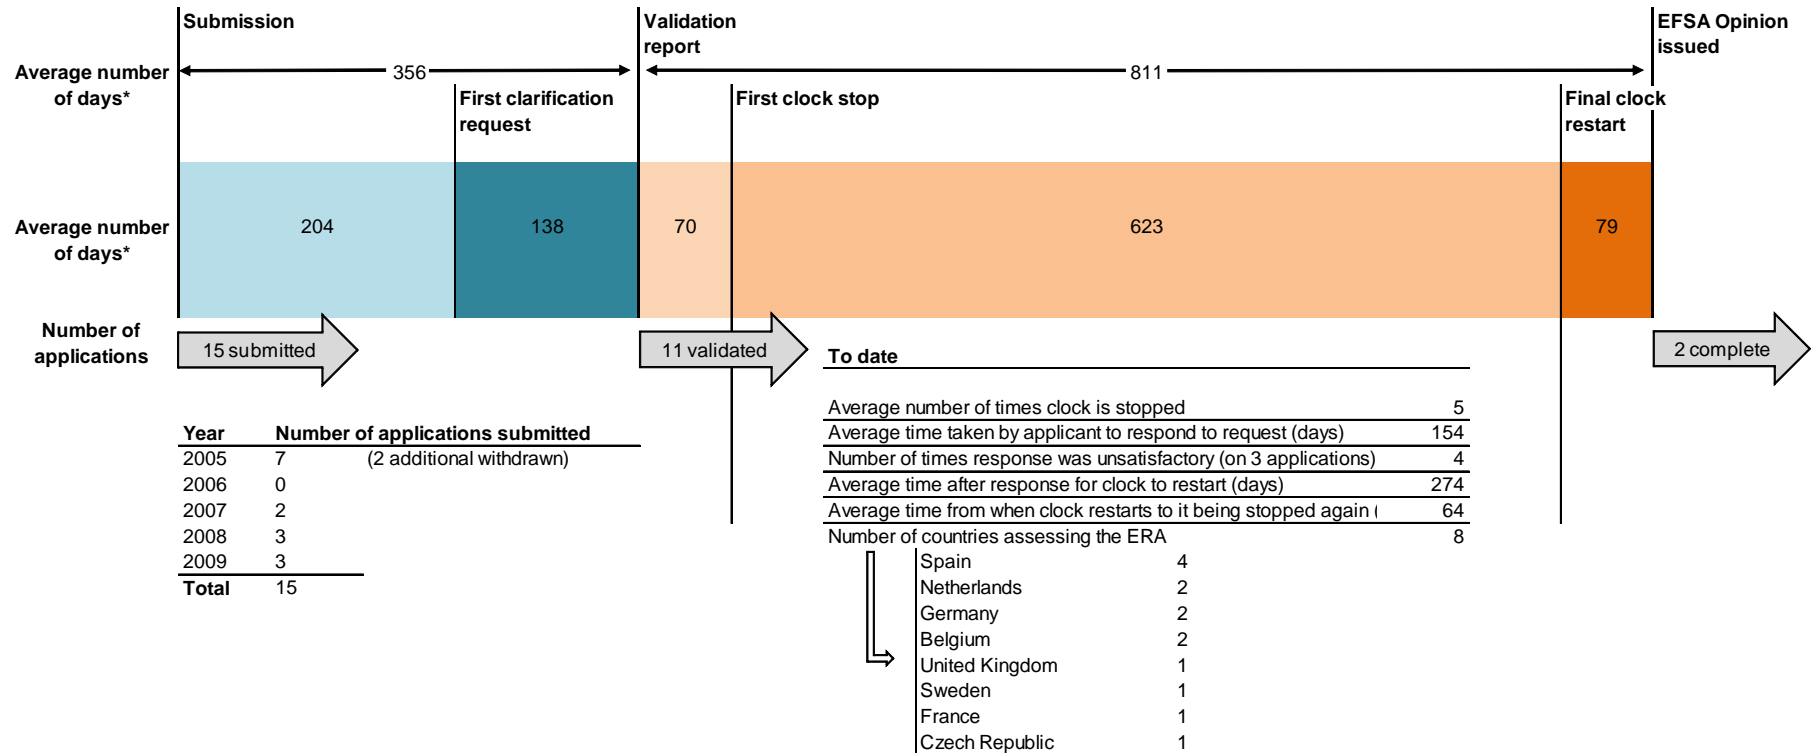 Submission
Validation
report
EFSA Opinion
issued
Average number
of days*
356
811
First clarification
request
First clock stop
Final clock
restart
Average number
of days*
204
138
70
623
79
Number of
applications
15 submitted
11 validated
2 complete
To date
Average number of times clock is stopped 5
Average time taken by applicant to respond to request (days) 154
Number of times response was unsatisfactory (on 3 applications) 4
Average time after response for clock to restart (days) 274
Average time from when clock restarts to it being stopped again ( 64
Number of countries assessing the ERA 8
Spain 4
Netherlands 2
Germany 2
Belgium 2
United Kingdom 1
Sweden 1
France 1
Czech Republic 1
Year Number of applications submitted
2005 7 (2 additional withdrawn)
2006 0
2007 2
2008 3
2009 3
Total 15